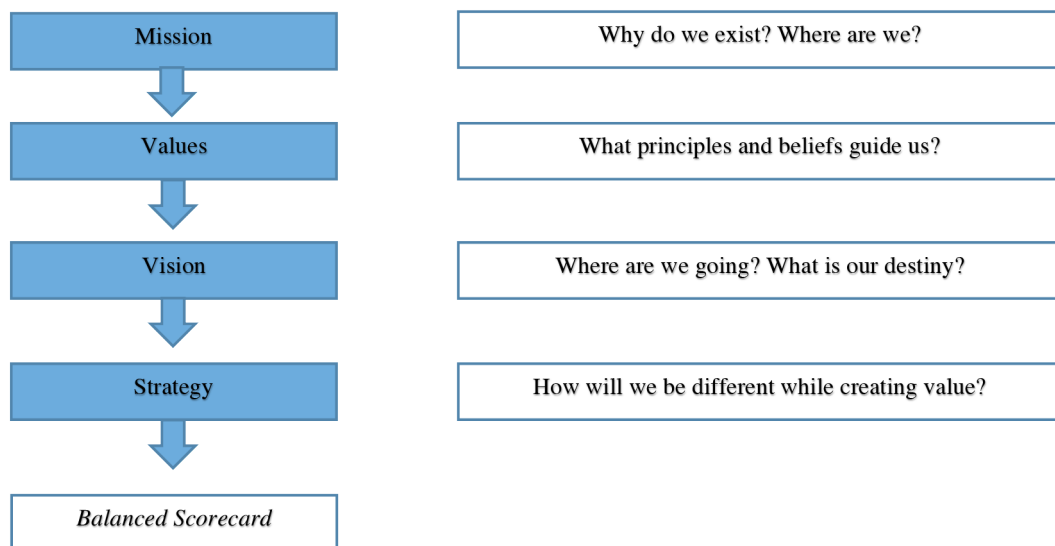 Mission
Why do we exist? Where are we?
Values
What principles and beliefs guide us?
Vision
Where are we going? What is our destiny?
Strategy
How will we be different while creating value?
Balanced Scorecard